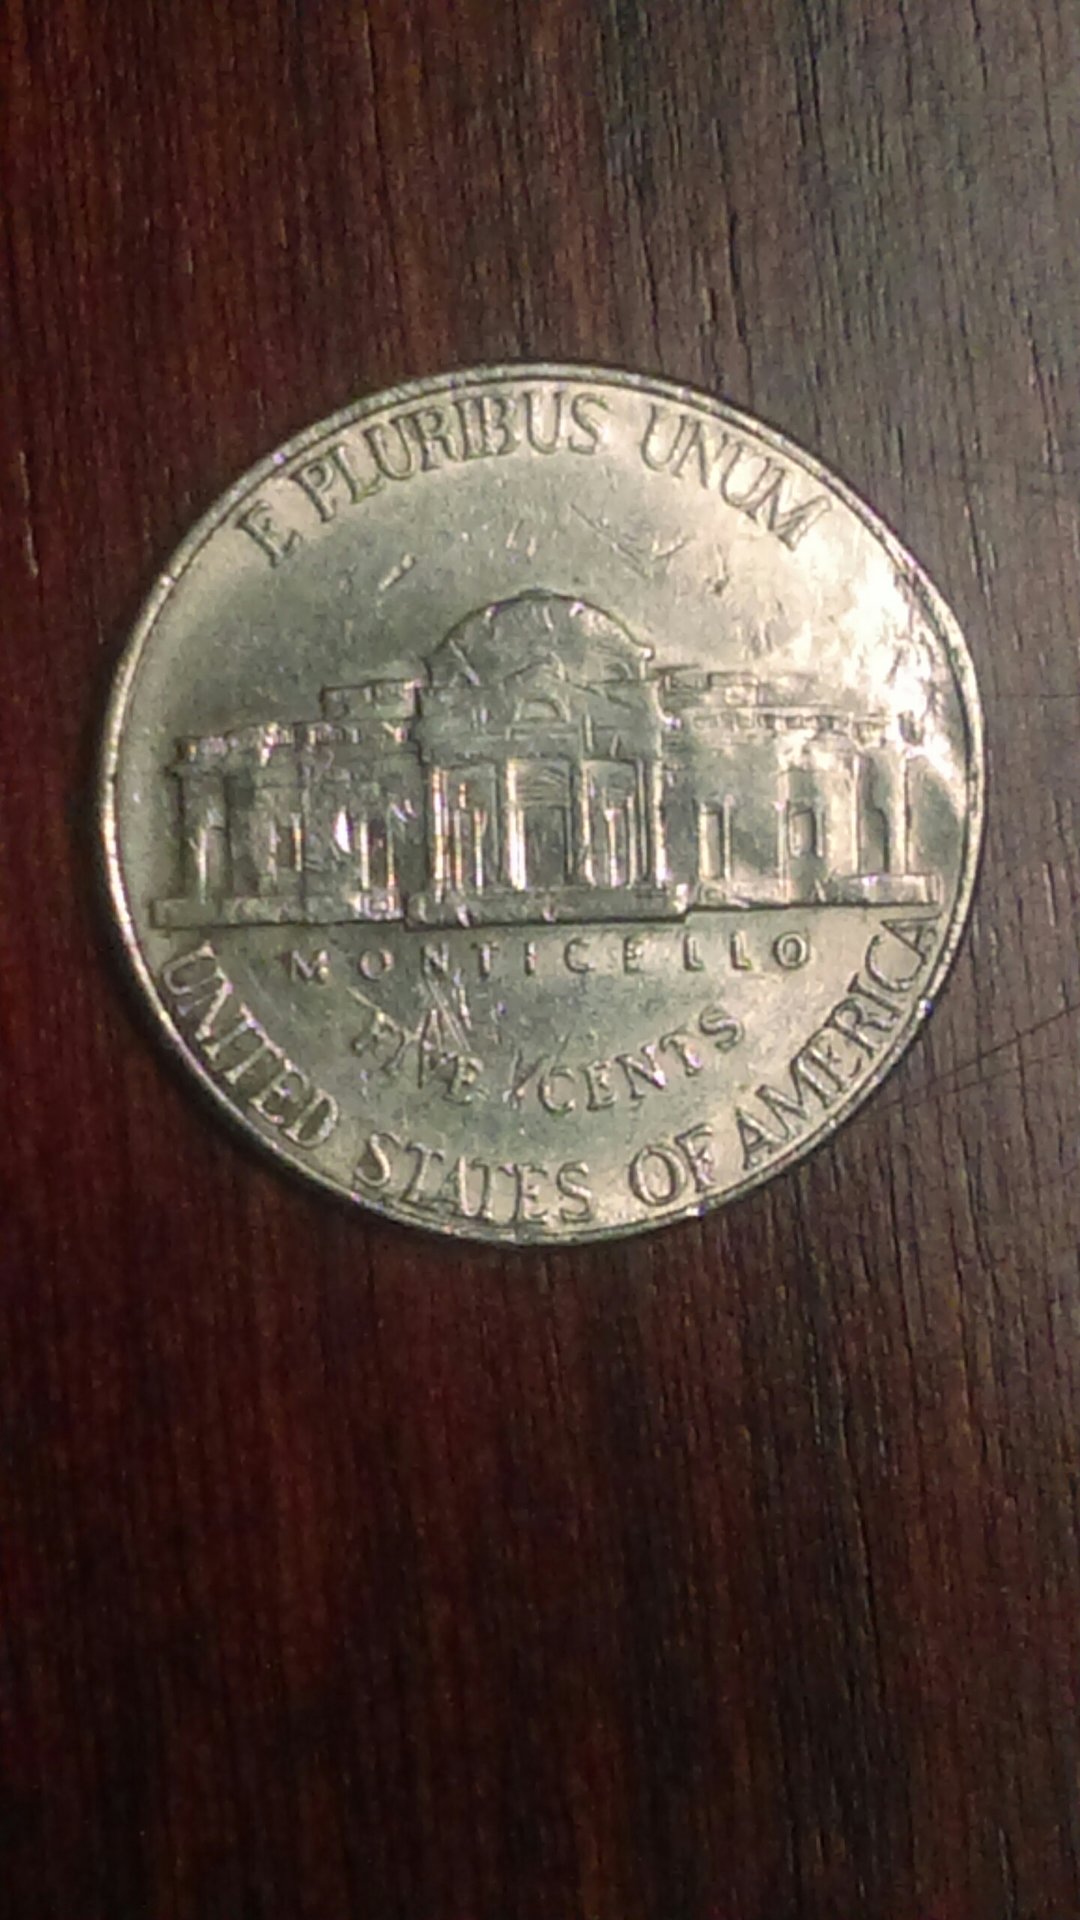 E PLURIBUS UNUM
MONTICELLO
FIVE CENTS
UNITED STATES OF AMERICA